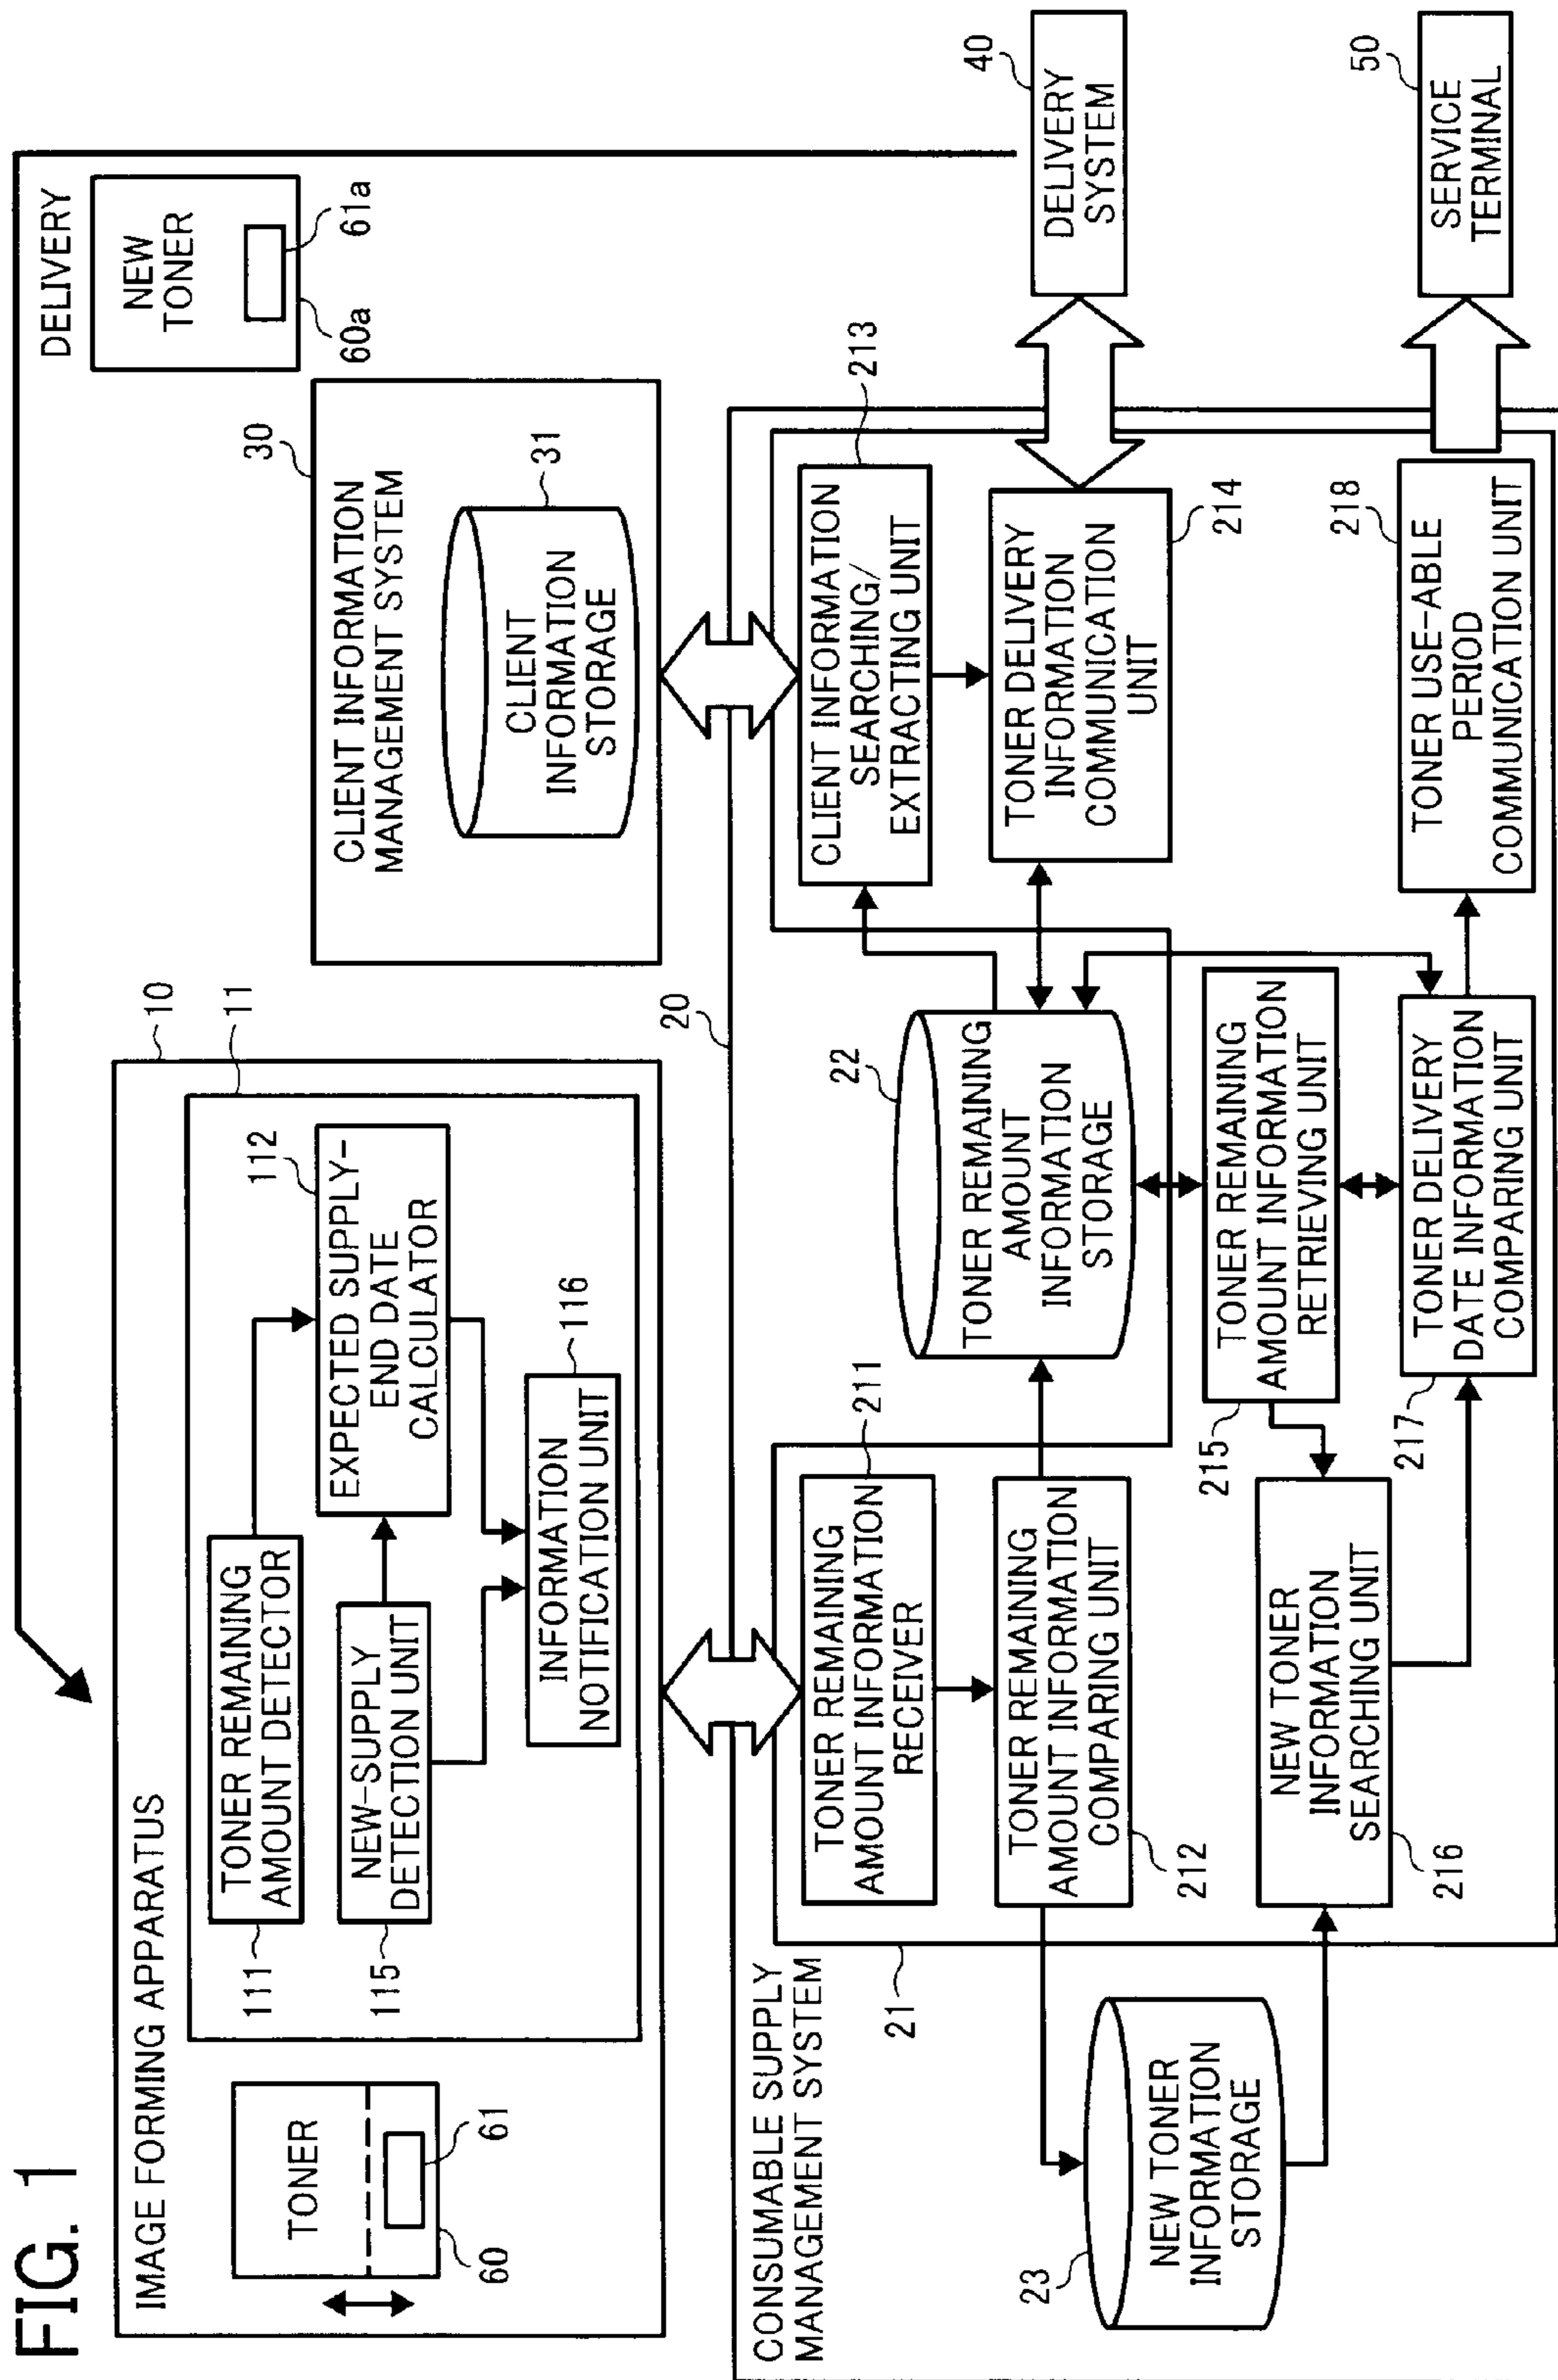 FIG. 1
IMAGE FORMING APPARATUS
10
11
TONER
60
61
TONER REMAINING
AMOUNT DETECTOR
111
NEW-SUPPLY
DETECTION UNIT
115
EXPECTED SUPPLY-
END DATE
CALCULATOR
112
INFORMATION
NOTIFICATION UNIT
116
CLIENT INFORMATION
MANAGEMENT SYSTEM
30
CLIENT
INFORMATION
STORAGE
31
DELIVERY
NEW
TONER
60a
61a
CONSUMABLE SUPPLY
MANAGEMENT SYSTEM
20
21
TONER REMAINING
AMOUNT INFORMATION
RECEIVER
211
TONER REMAINING
AMOUNT INFORMATION
COMPARING UNIT
212
NEW TONER
INFORMATION
STORAGE
23
TONER REMAINING
AMOUNT
INFORMATION
STORAGE
22
CLIENT INFORMATION
SEARCHING/
EXTRACTING UNIT
213
TONER DELIVERY
INFORMATION
COMMUNICATION
UNIT
214
TONER REMAINING
AMOUNT INFORMATION
RETRIEVING UNIT
215
NEW TONER
INFORMATION
SEARCHING UNIT
216
TONER DELIVERY
DATE INFORMATION
COMPARING UNIT
217
TONER USE-ABLE
PERIOD
COMMUNICATION UNIT
218
DELIVERY
SYSTEM
40
SERVICE
TERMINAL
50